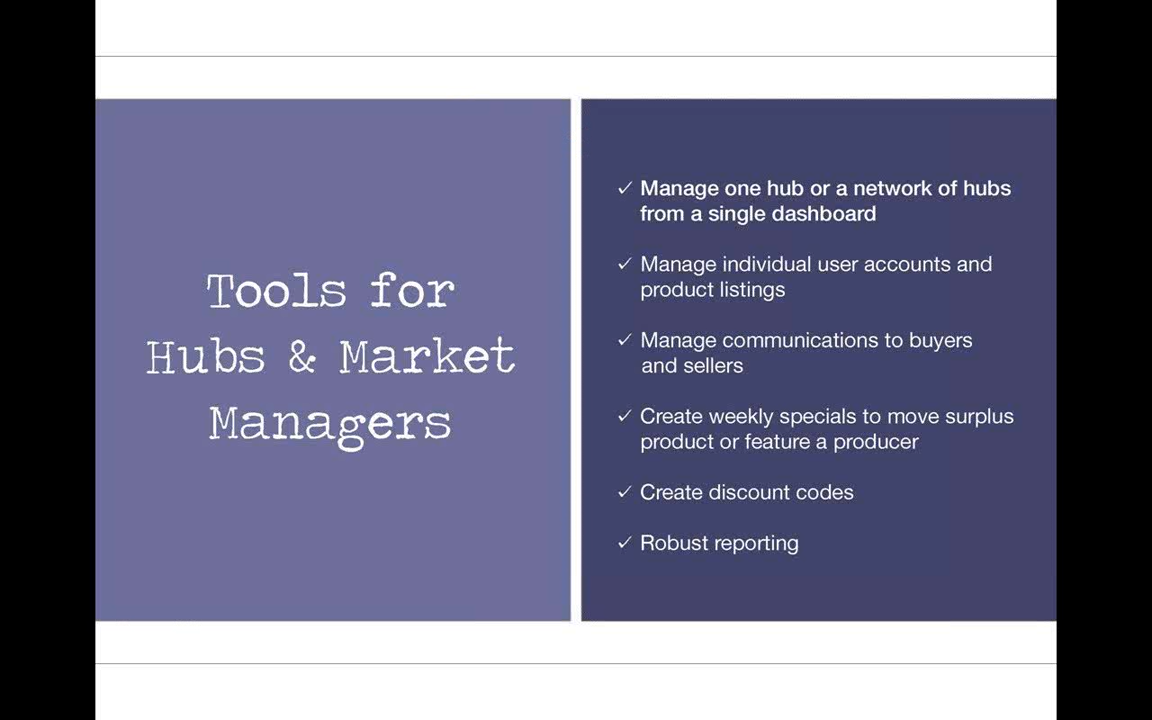 Tools for
Hubs & Market
Managers
✓ Manage one hub or a network of hubs
from a single dashboard
✓ Manage individual user accounts and
product listings
✓ Manage communications to buyers
and sellers
✓ Create weekly specials to move surplus
product or feature a producer
✓ Create discount codes
✓ Robust reporting